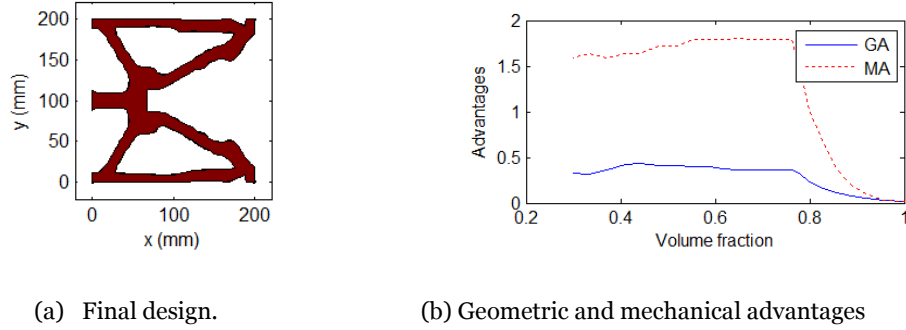 200
150
100
50
0
y (mm)
0
100
200
x (mm)
2
1.5
1
0.5
0
Advantages
GA
MA
0.2
0.4
0.6
0.8
1
Volume fraction
(a) Final design.
(b) Geometric and mechanical advantages